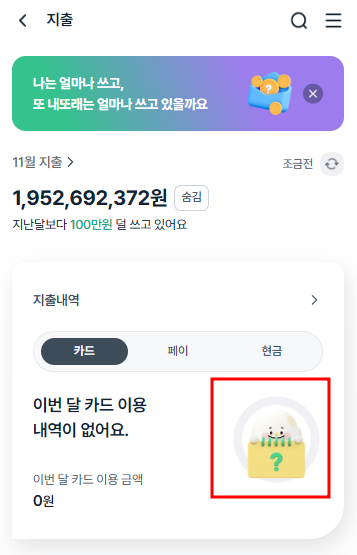 지출
나는 얼마나 쓰고,
또 내또래는 얼마나 쓰고 있을까요
?
11월 지출
조금전
1,952,692,372원
숨김
지난달보다 100만원 덜 쓰고 있어요
지출내역
카드
페이
현금
이번 달 카드 이용
내역이 없어요.
?
이번 달 카드 이용 금액
0원